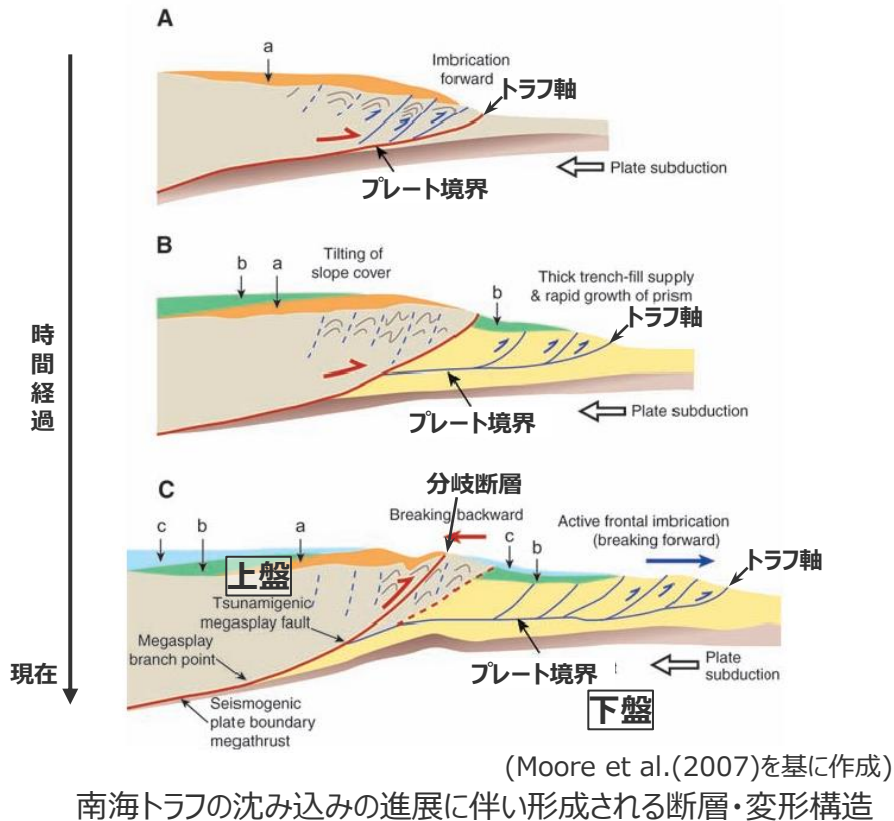 A
a
Imbrication
forward
トラフ軸
プレート境界
Plate subduction
B
b
a
Tilting of
slope cover
Thick trench-fill supply
& rapid growth of prism
b
トラフ軸
プレート境界
Plate subduction
時間経過
C
分岐断層
Breaking backward
c
b
a
c
b
Active frontal imbrication
(breaking forward)
トラフ軸
上盤
Tsunamigenic
megasplay fault
Megasplay
branch point
プレート境界
Plate
subduction
現在
Seismogenic
plate boundary
megathrust
下盤
(Moore et al.(2007)を基に作成)
南海トラフの沈み込みの進展に伴い形成される断層・変形構造